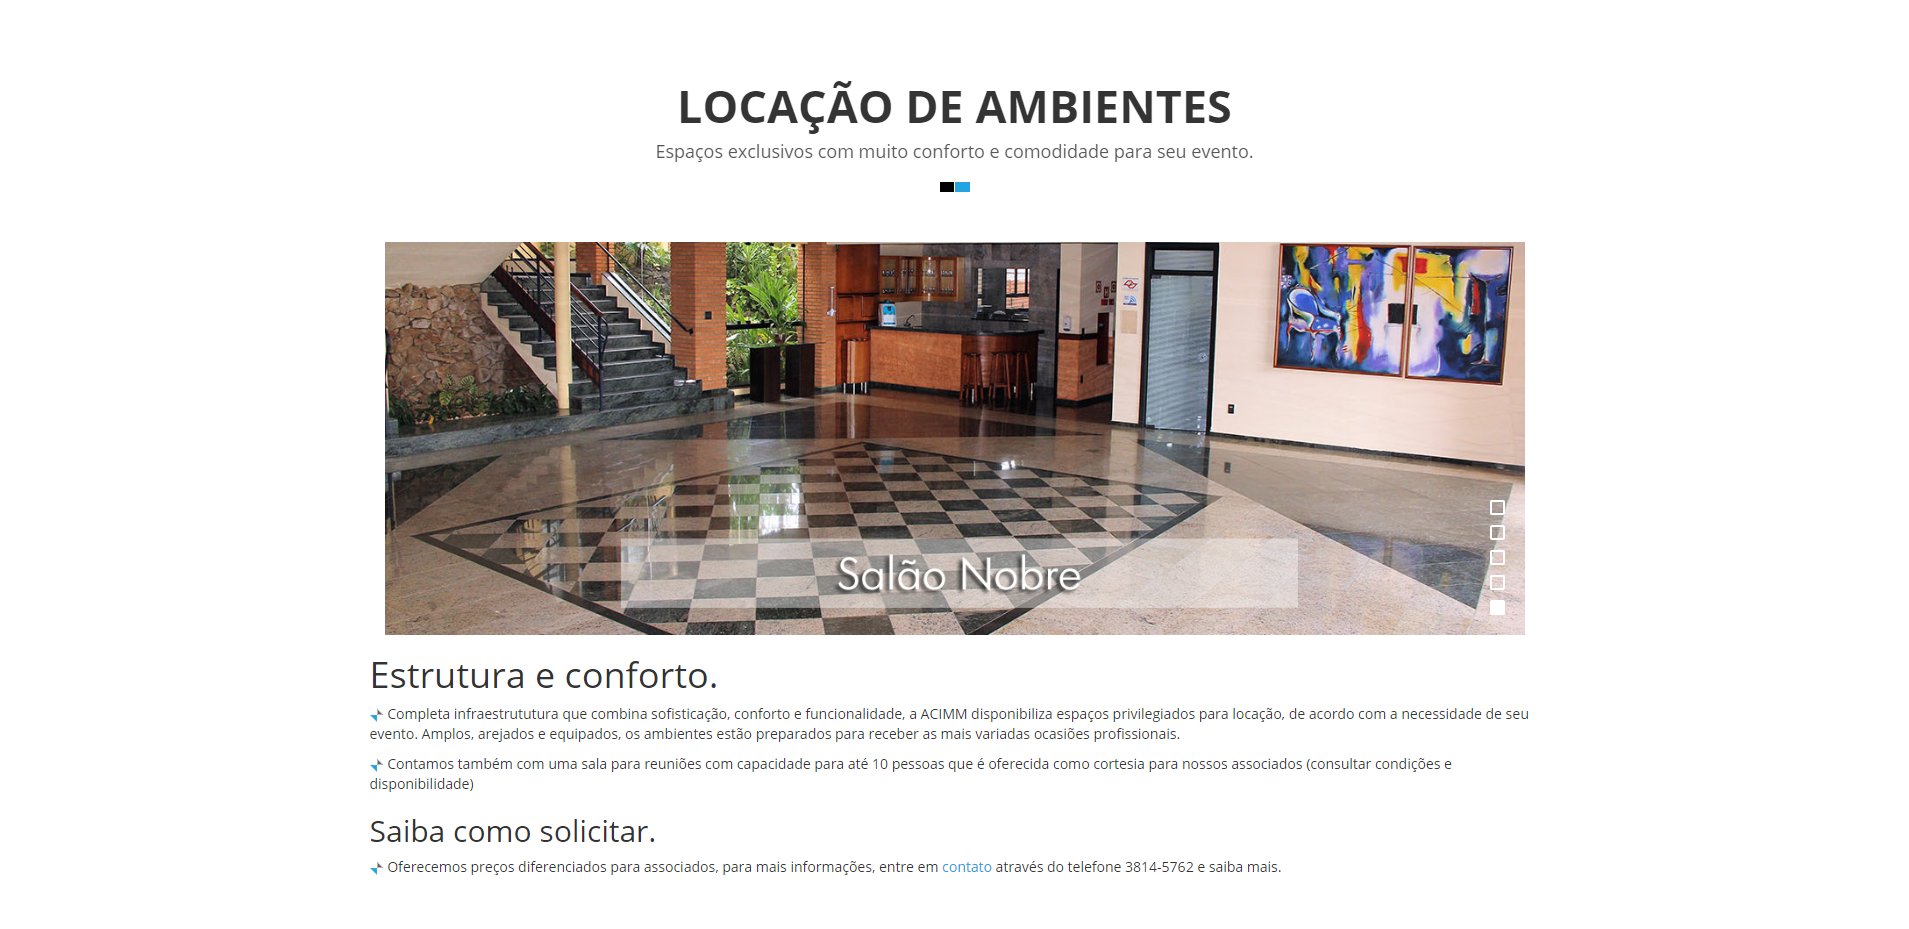 LOCAÇÃO DE AMBIENTES
Espaços exclusivos com muito conforto e comodidade para seu evento.
Salão Nobre
Estrutura e conforto.
Completa infraestrututura que combina sofisticação, conforto e funcionalidade, a ACIMM disponibiliza espaços privilegiados para locação, de acordo com a necessidade de seu
evento. Amplos, arejados e equipados, os ambientes estão preparados para receber as mais variadas ocasiões profissionais.
Contamos também com uma sala para reuniões com capacidade para até 10 pessoas que é oferecida como cortesia para nossos associados (consultar condições e
disponibilidade)
Saiba como solicitar.
Oferecemos preços diferenciados para associados, para mais informações, entre em contato através do telefone 3814-5762 e saiba mais.